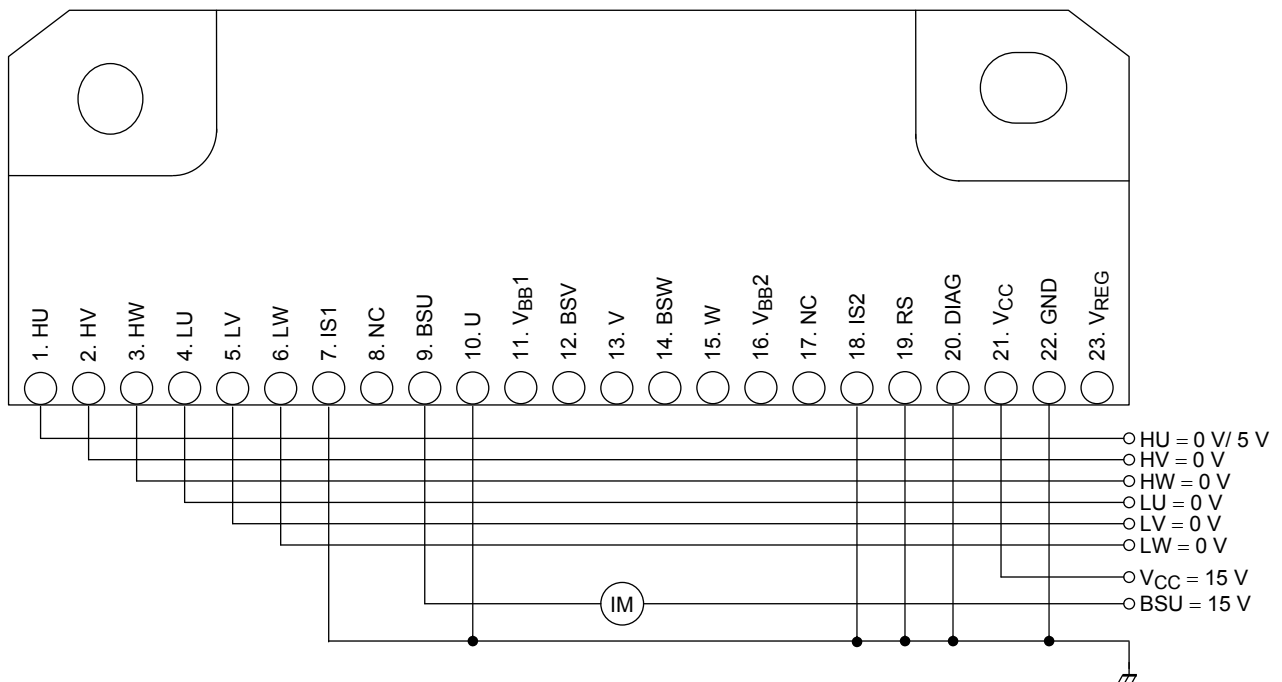 1. HU
2. HV
3. HW
4. LU
5. LV
6. LW
7. IS1
8. NC
9. BSU
10. U
11. VBB1
12. BSV
13. V
14. BSW
15. W
16. VBB2
17. NC
18. IS2
19. RS
20. DIAG
21. VCC
22. GND
23. VREG
HU = 0 V/ 5 V
HV = 0 V
HW = 0 V
LU = 0 V
LV = 0 V
LW = 0 V
VCC = 15 V
IM
BSU = 15 V